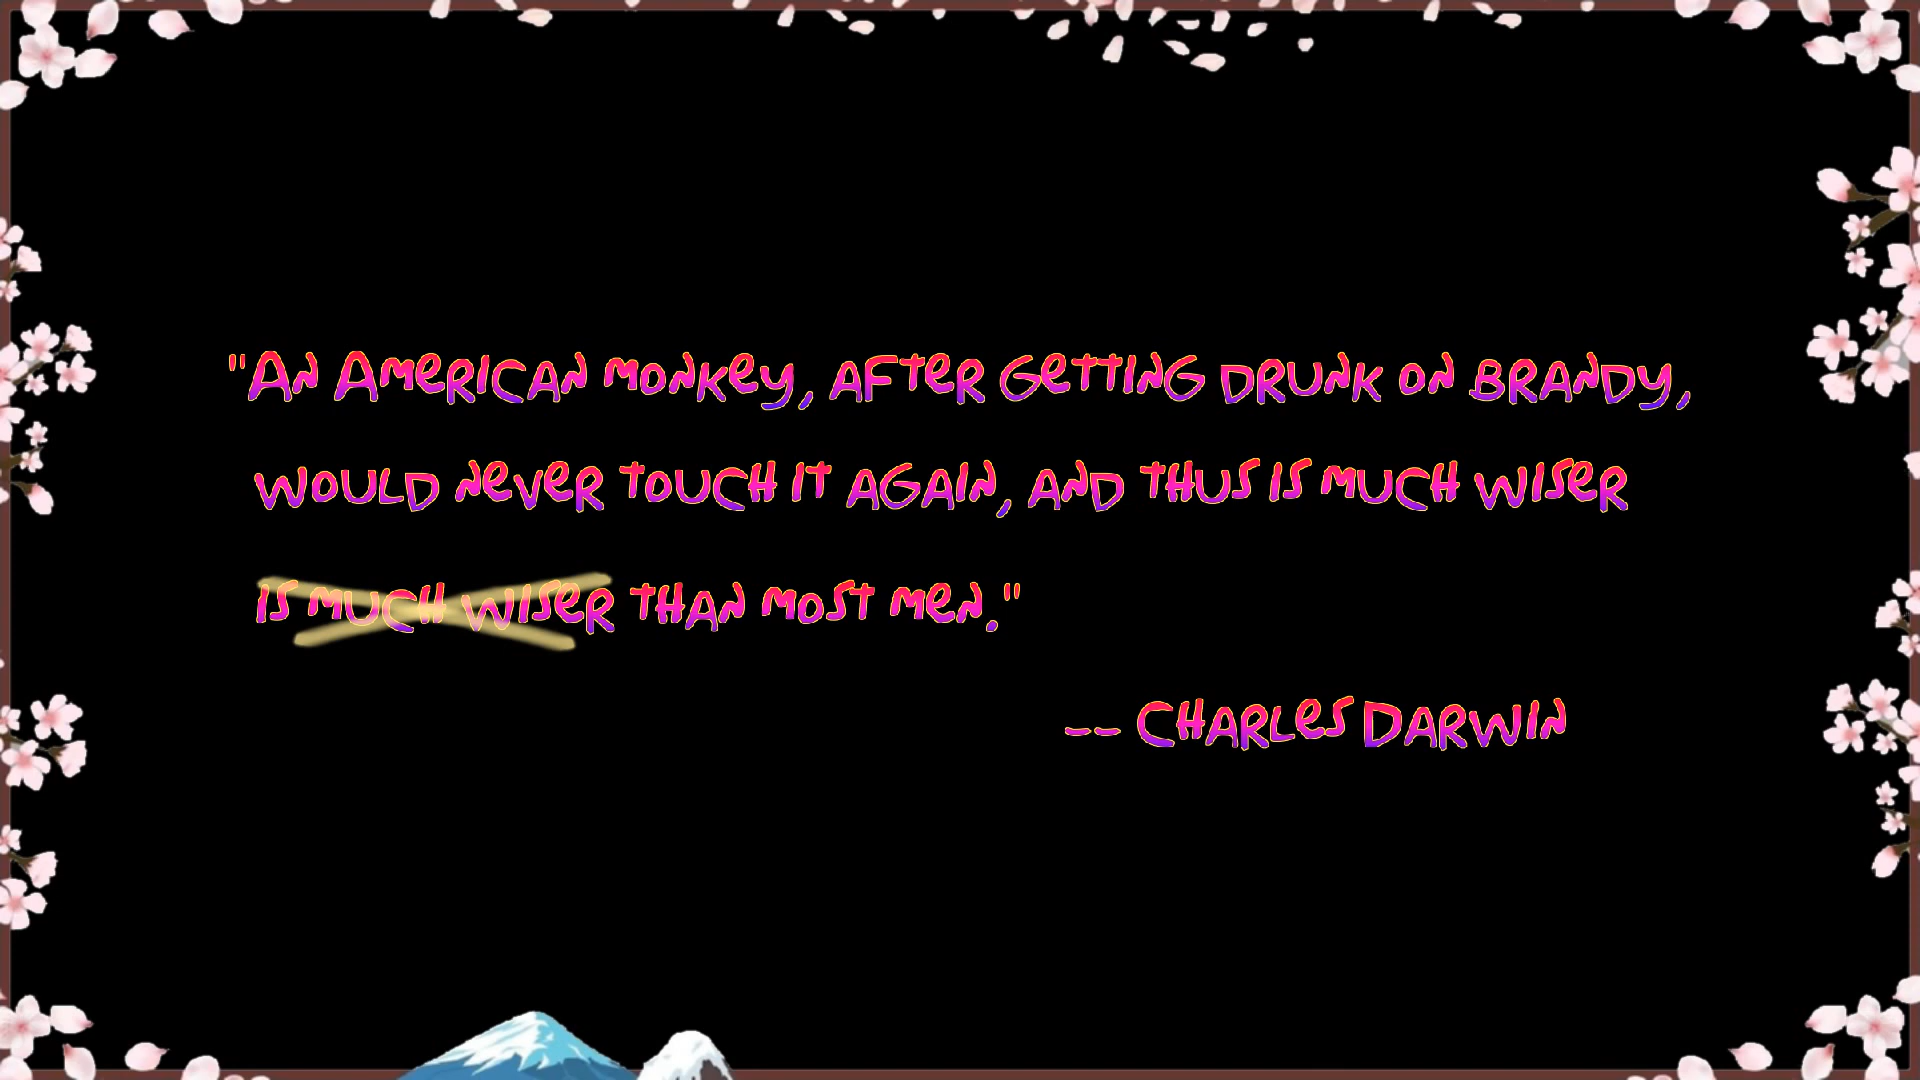 "An American monkey, after getting drunk on brandy,
would never touch it again, and thus is much wiser
is much wiser than most men."
-- Charles Darwin